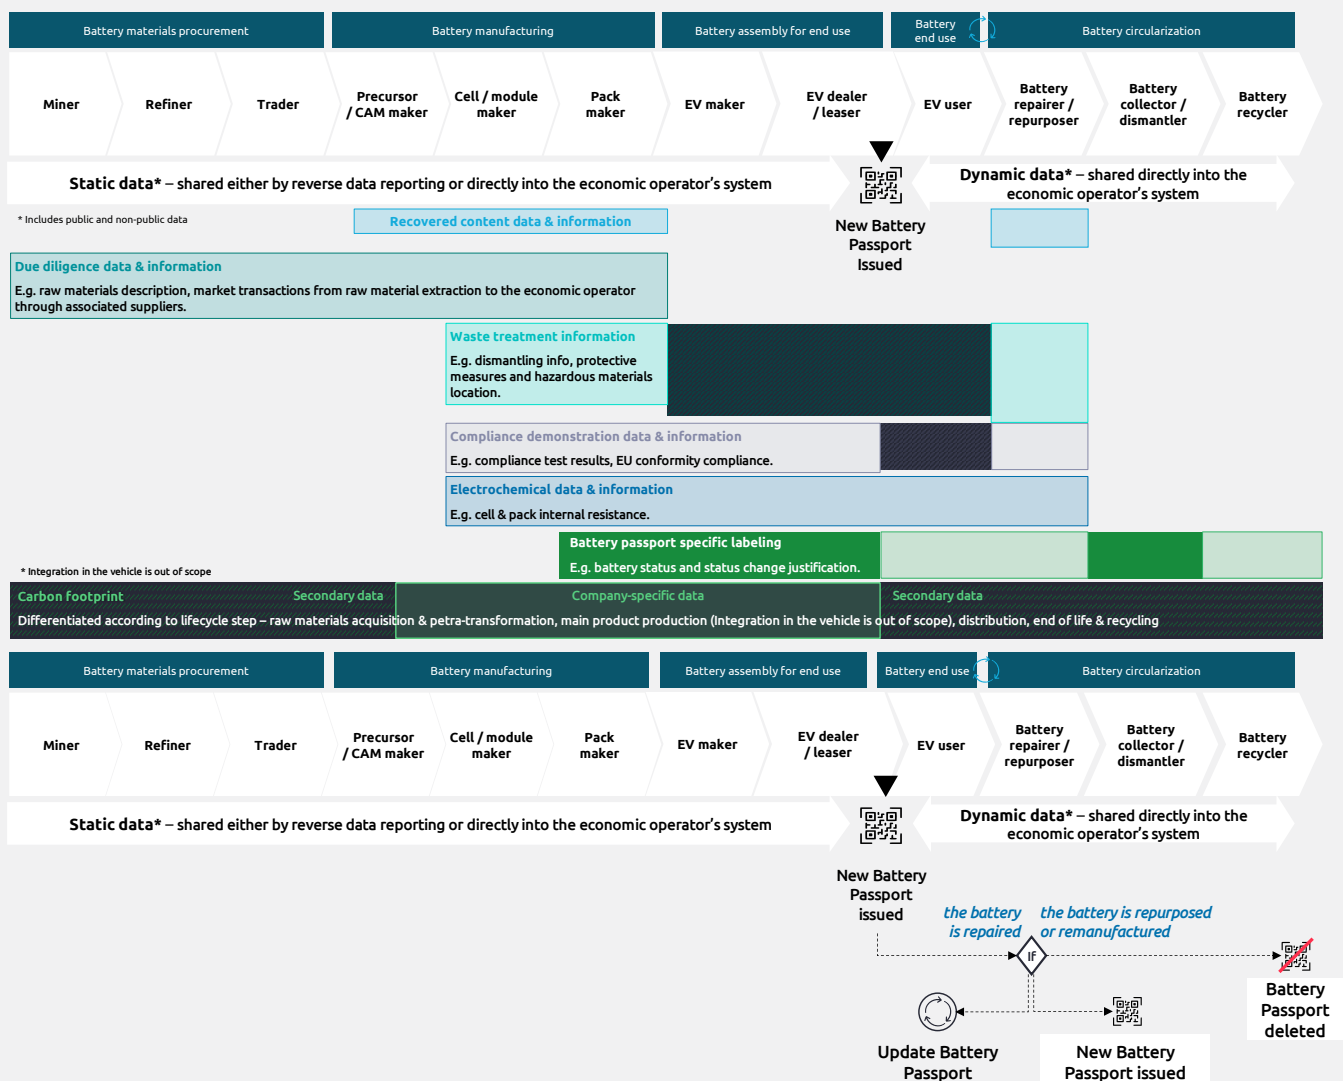 Battery materials procurement
Battery manufacturing
Battery assembly for end use
Battery
end use
Battery circularization
Miner
Refiner
Trader
Precursor
/ CAM maker
Cell / module
maker
Pack
maker
EV maker
EV dealer
/ leaser
EV user
Battery
repairer /
repurposer
Battery
collector /
dismantler
Battery
recycler
Static data* – shared either by reverse data reporting or directly into the economic operator's system
Dynamic data* – shared directly into the
economic operator's system
* Includes public and non-public data
New Battery
Passport
Issued
Recovered content data & information
Due diligence data & information
E.g. raw materials description, market transactions from raw material extraction to the economic operator
through associated suppliers.
Waste treatment information
E.g. dismantling info, protective
measures and hazardous materials
location.
Compliance demonstration data & information
E.g. compliance test results, EU conformity compliance.
Electrochemical data & information
E.g. cell & pack internal resistance.
Battery passport specific labeling
E.g. battery status and status change justification.
* Integration in the vehicle is out of scope
Carbon footprint
Secondary data
Company-specific data
Secondary data
Differentiated according to lifecycle step – raw materials acquisition & petra-transformation, main product production (Integration in the vehicle is out of scope), distribution, end of life & recycling
Battery materials procurement
Battery manufacturing
Battery assembly for end use
Battery end use
Battery circularization
Miner
Refiner
Trader
Precursor
/ CAM maker
Cell / module
maker
Pack
maker
EV maker
EV dealer
/ leaser
EV user
Battery
repairer /
repurposer
Battery
collector /
dismantler
Battery
recycler
Static data* – shared either by reverse data reporting or directly into the economic operator's system
Dynamic data* – shared directly into the
economic operator's system
New Battery
Passport
issued
the battery
is repaired
the battery is repurposed
or remanufactured
If
Battery
Passport
deleted
Update Battery
Passport
New Battery
Passport issued